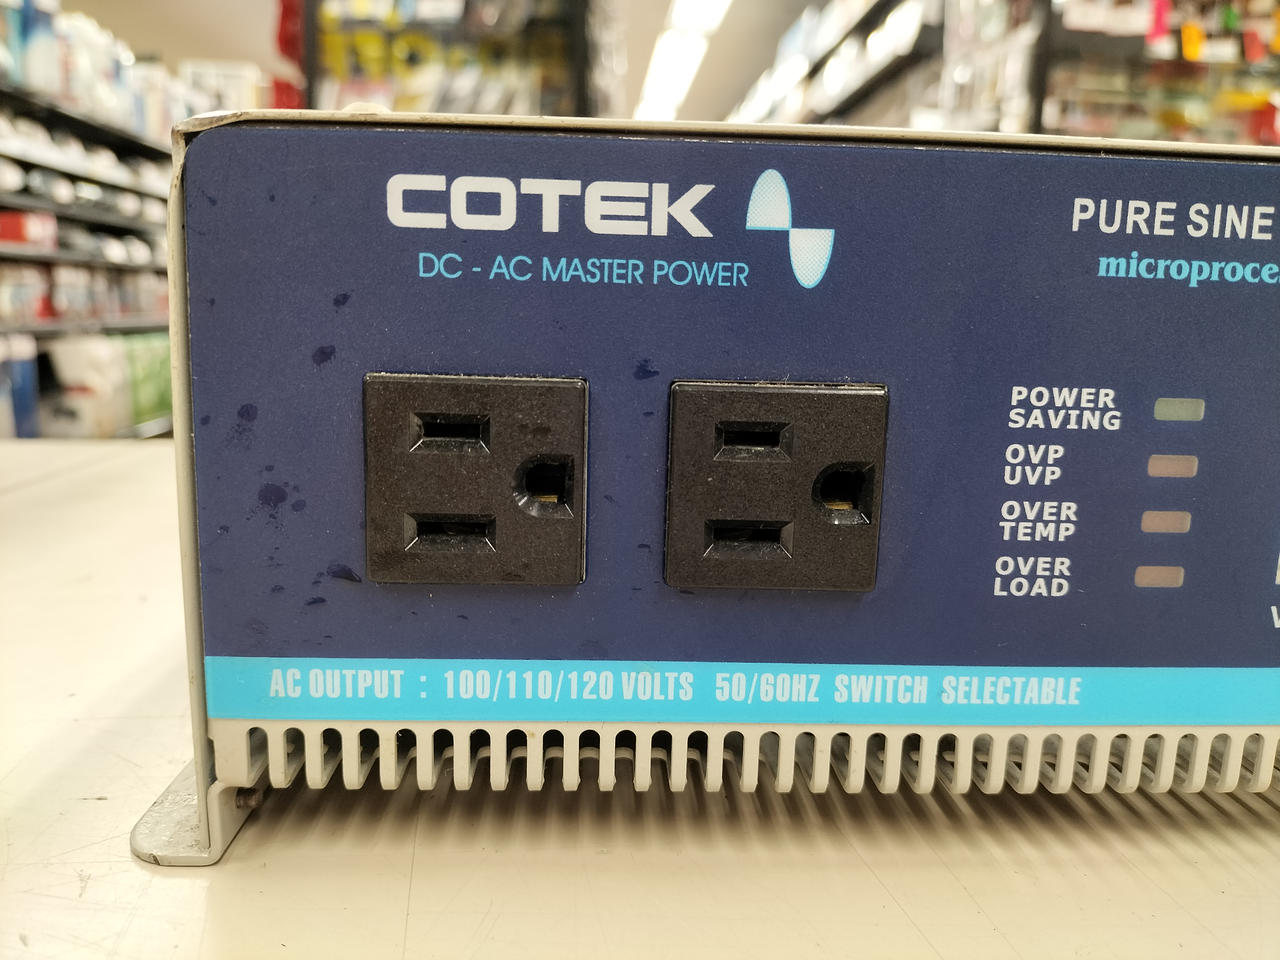 COTEK
DC - AC MASTER POWER
PURE SINE
POWER
SAVING
OVP
UVP
OVER
TEMP
OVER
LOAD
AC OUTPUT : 100/110/120 VOLTS 50/60HZ SWITCH SELECTABLE